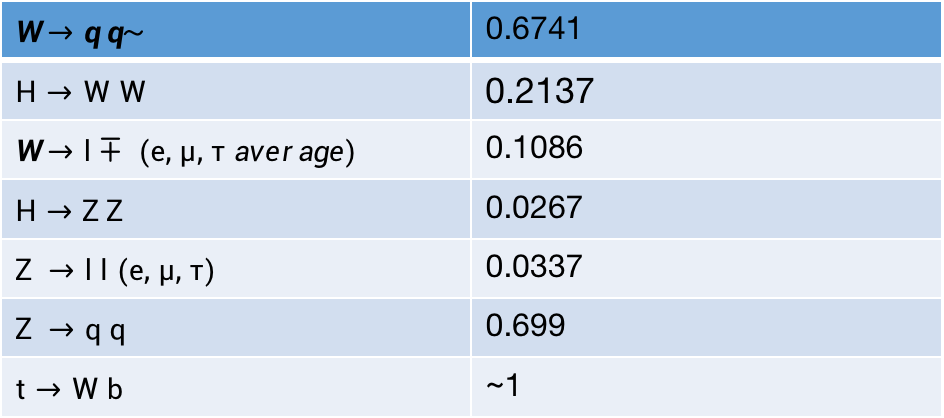 W → q q~ 0.6741
H → W W 0.2137
W → l ∓ (e, μ, τ aver age) 0.1086
H → Z Z 0.0267
Z → l l (e, μ, τ) 0.0337
Z → q q 0.699
t → W b ~1